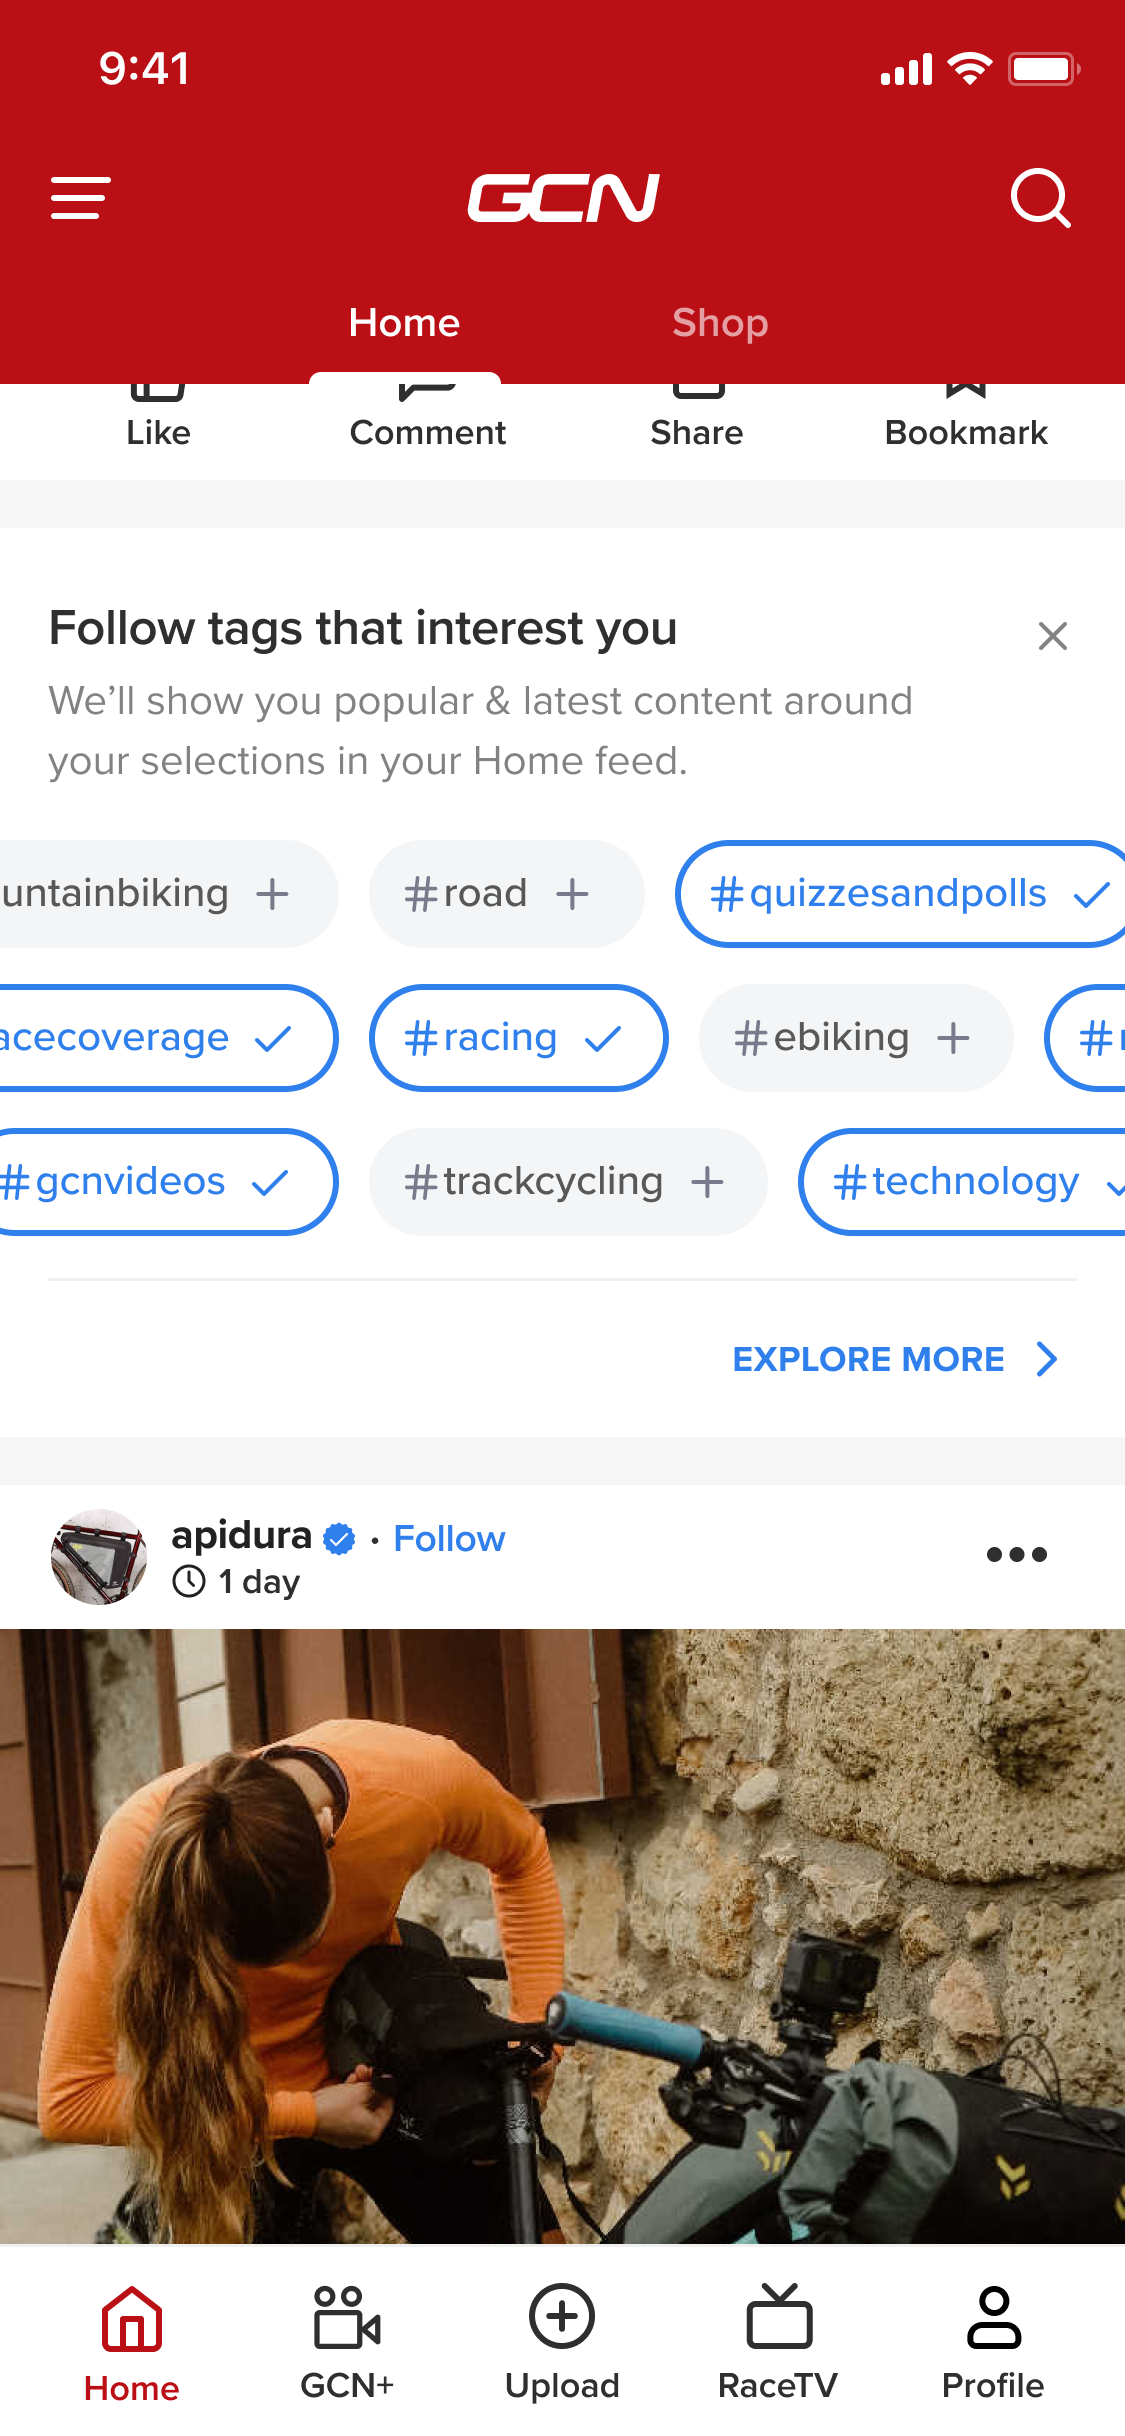 9:41
GCN
Home Shop
Like Comment Share Bookmark
Follow tags that interest you
We’ll show you popular & latest content around
your selections in your Home feed.
untainbiking #road #quizzesandpolls
acecoverage #racing #ebiking #
#gcnvideos #trackcycling #technology
EXPLORE MORE
apidura · Follow
1 day
Home GCN+ Upload RaceTV Profile